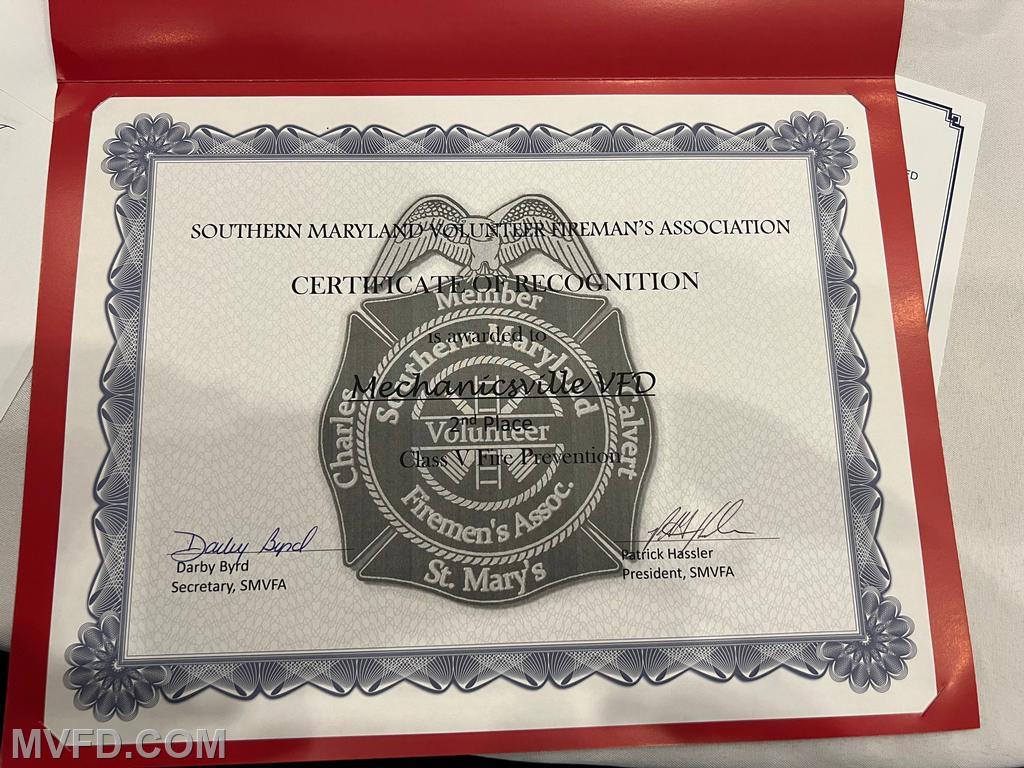 SOUTHERN MARYLAND VOLUNTEER FIREMAN'S ASSOCIATION
CERTIFICATE OF RECOGNITION
is awarded to
Mechanicsville VFD
2nd Place
Class V Fire Prevention
Member
Southern Maryland
Charles
Calvert
Volunteer
Firemen's Assoc.
St. Mary's
Darby Byrd
Darby Byrd
Secretary, SMVFA
Patrick Hassler
President, SMVFA
FD
MVFD.COM